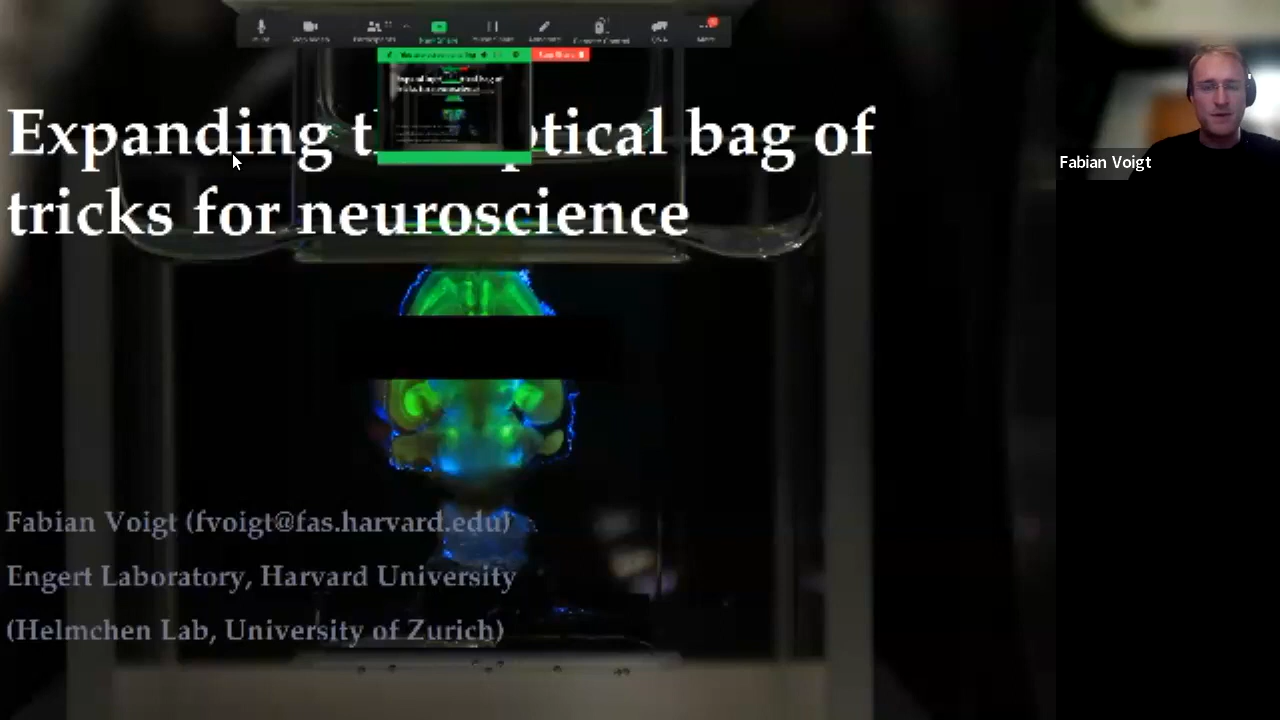 More
Expanding t ptical bag of
tricks for neuroscience
Fabian Voigt
Fabian Voigt (fvoigt@fas.harvard.edu)
Engert Laboratory, Harvard University
(Helmchen Lab, University of Zurich)